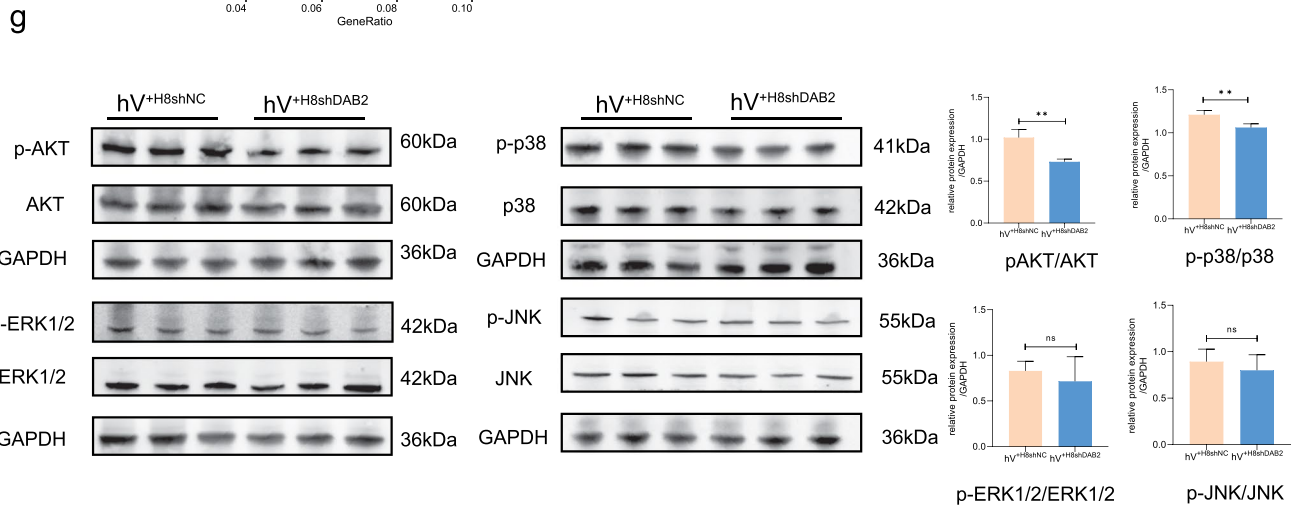 g
0.04 0.06 0.08 0.10
GeneRatio
hV+H8shNC hV+H8shDAB2
p-AKT 60kDa
AKT 60kDa
GAPDH 36kDa
-ERK1/2 42kDa
ERK1/2 42kDa
GAPDH 36kDa
hV+H8shNC hV+H8shDAB2
p-p38 41kDa
p38 42kDa
GAPDH 36kDa
p-JNK 55kDa
JNK 55kDa
GAPDH 36kDa
relative protein expression
/GAPDH
1.5
1.0
0.5
0.0
**
hV+H8shNC hV+H8shDAB2
pAKT/AKT
relative protein expression
/GAPDH
1.5
1.0
0.5
0.0
**
hV+H8shNC hV+H8shDAB2
p-p38/p38
relative protein expression
/GAPDH
1.5
1.0
0.5
0.0
ns
hV+H8shNC hV+H8shDAB2
p-ERK1/2/ERK1/2
relative protein expression
/GAPDH
1.5
1.0
0.5
0.0
ns
hV+H8shNC hV+H8shDAB2
p-JNK/JNK